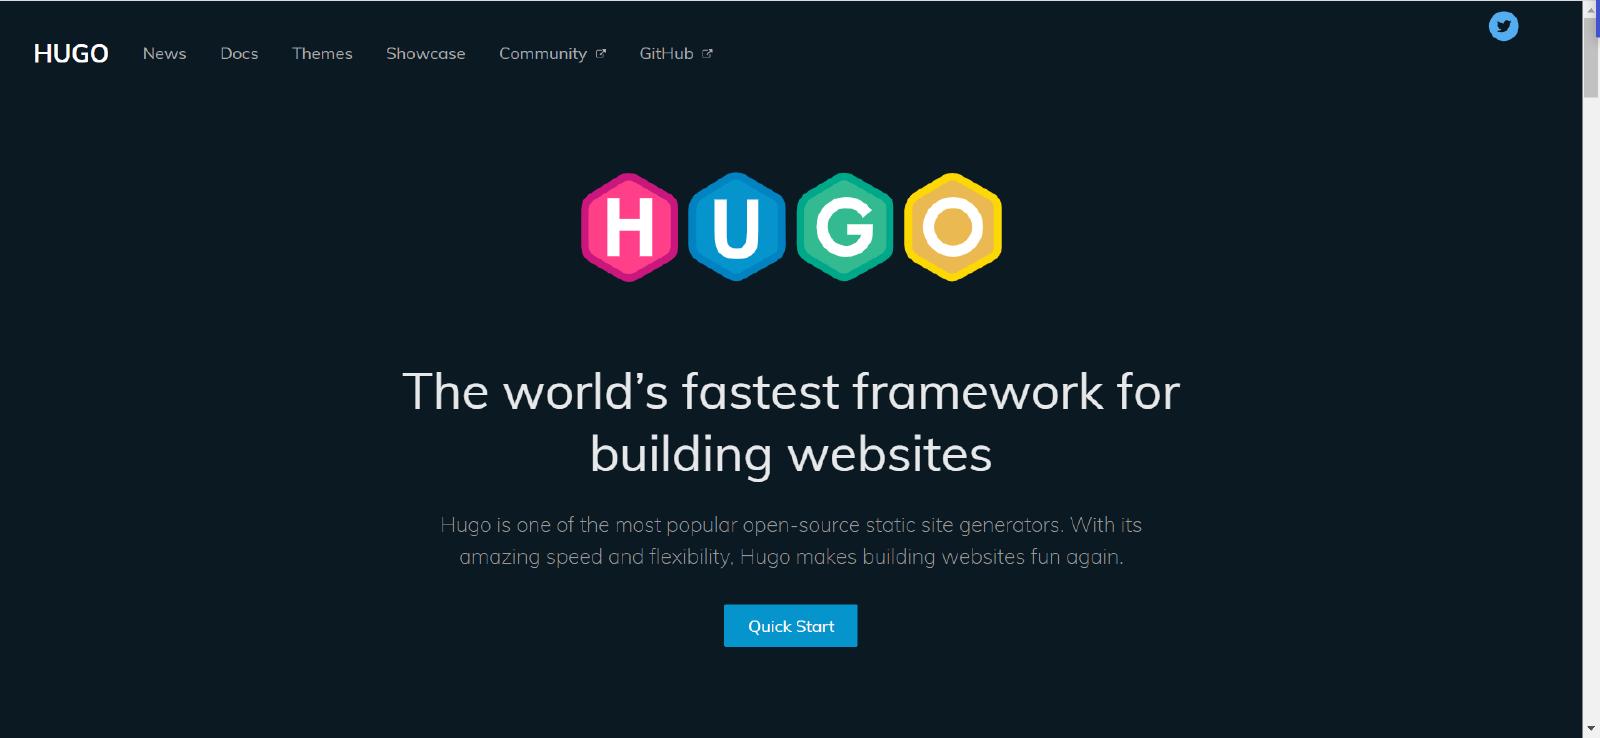 HUGO News Docs Themes Showcase Community GitHub
HUGO
The world's fastest framework for
building websites
Hugo is one of the most popular open-source static site generators. With its
amazing speed and flexibility, Hugo makes building websites fun again.
Quick Start